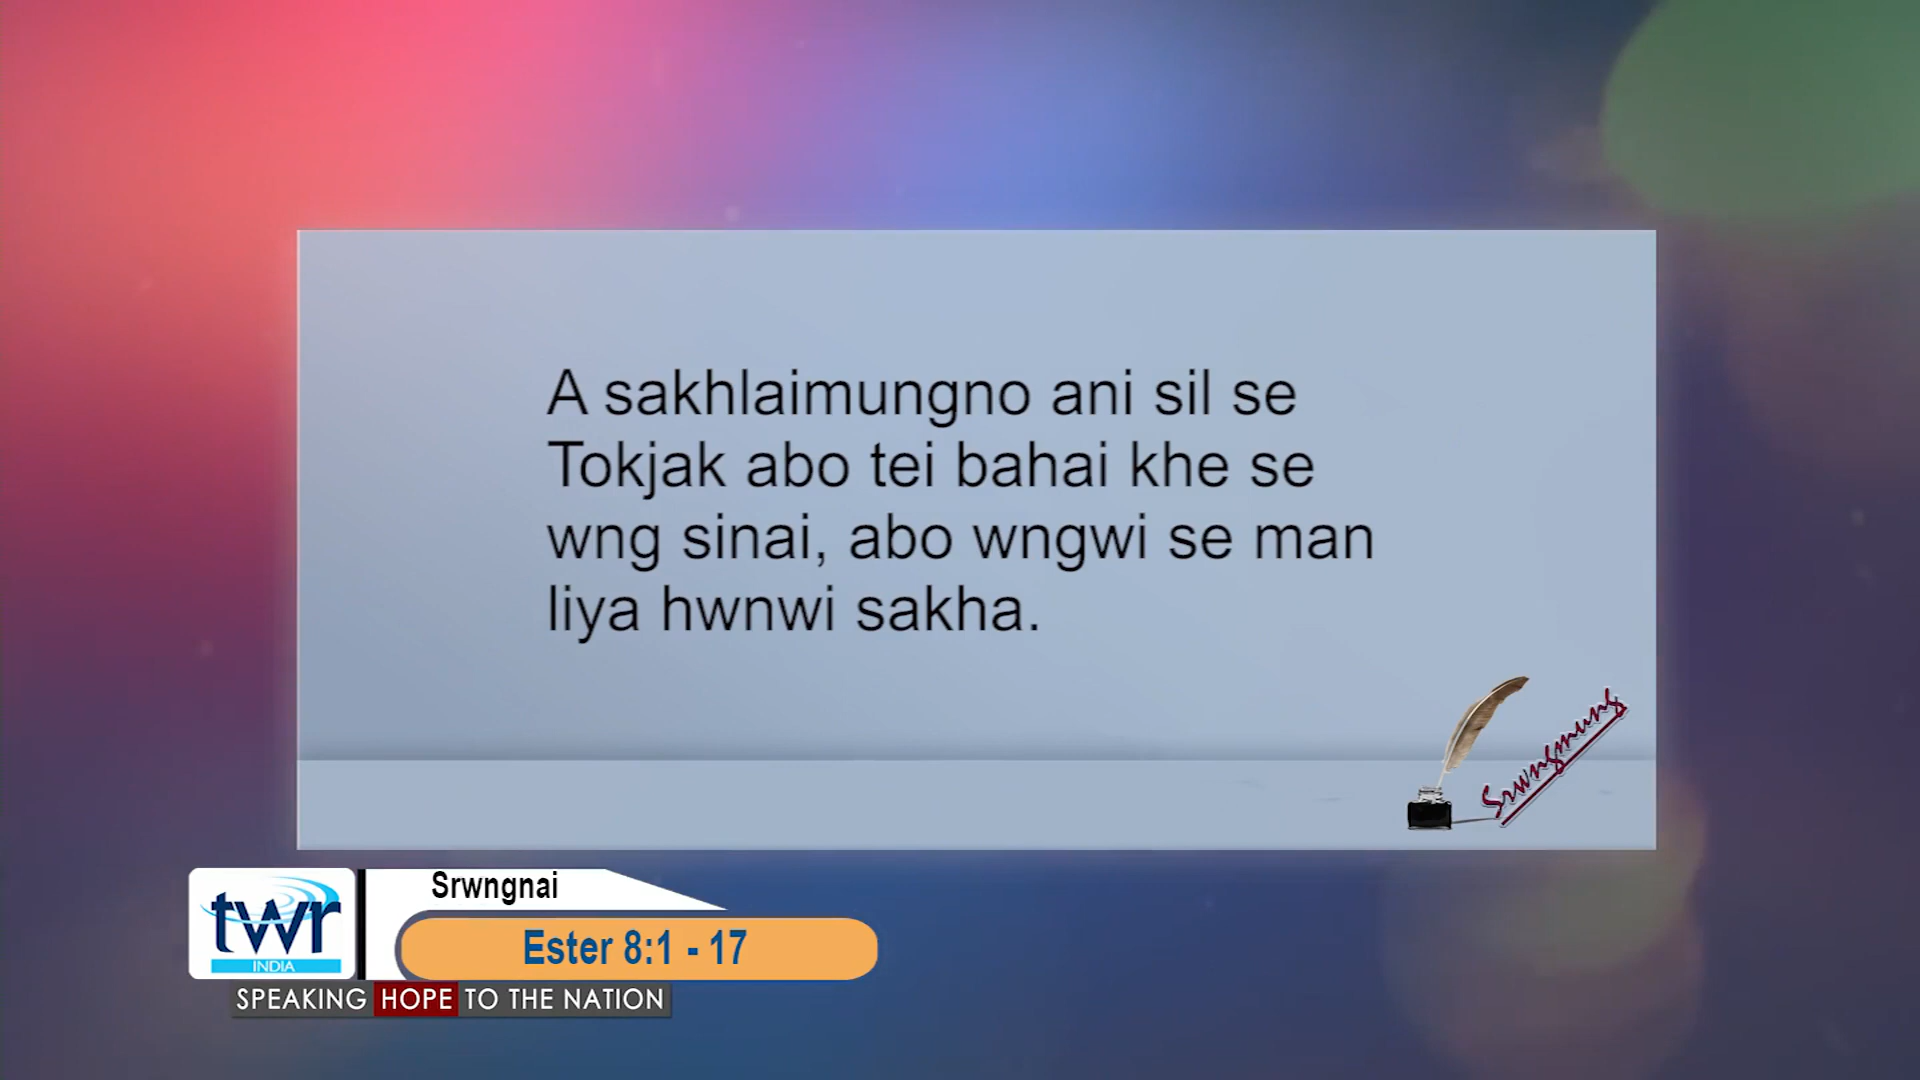 A sakhlaimungno ani sil se
Tokjak abo tei bahai khe se
wng sinai, abo wngwi se man
liya hwnwi sakha.
Srwngmung
twr
INDIA
Srwngnai
Ester 8:1 - 17
SPEAKING HOPE TO THE NATION